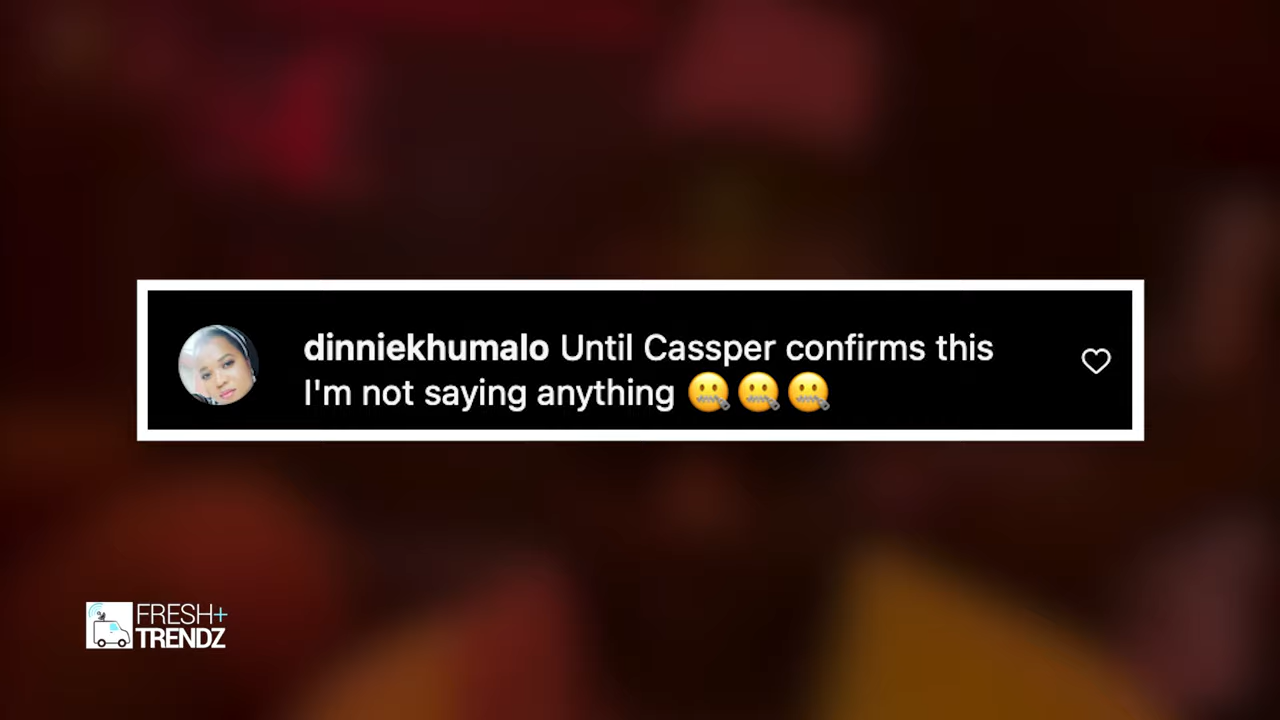 dinniekhumalo Until Cassper confirms this
I'm not saying anything 🤐🤐🤐
FRESH+
TRENDZ